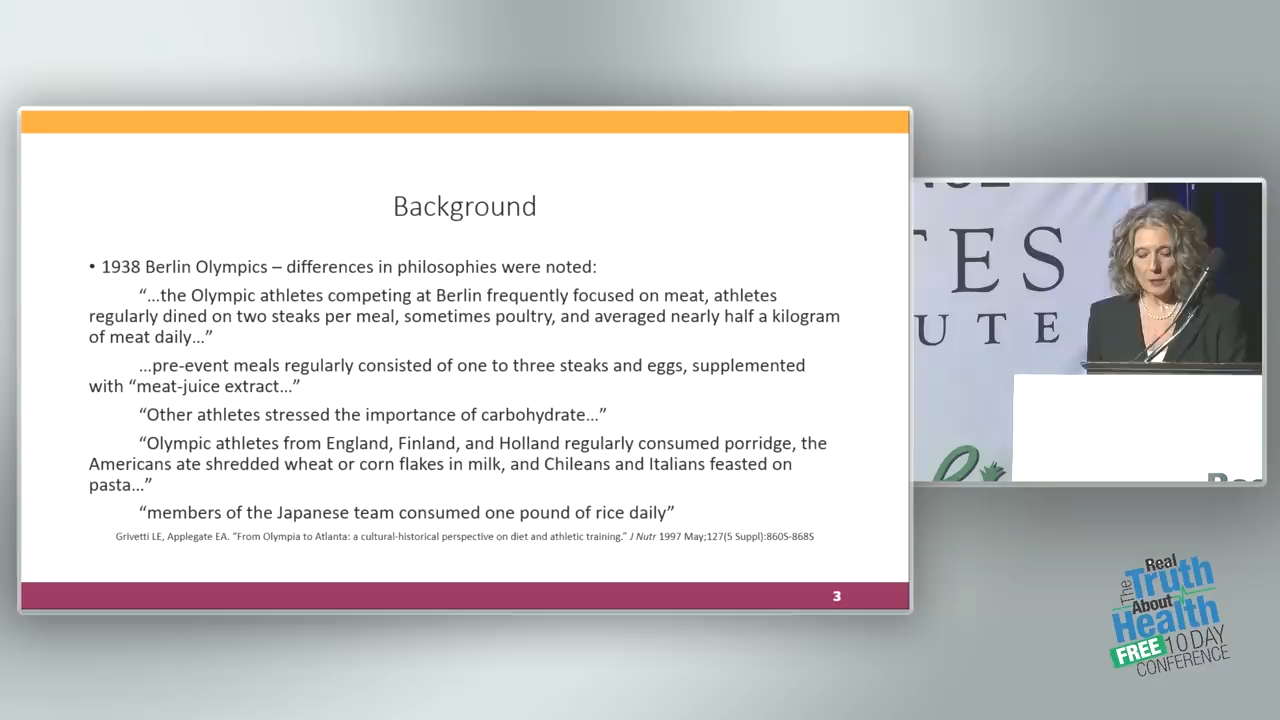 Background
• 1938 Berlin Olympics – differences in philosophies were noted:
“...the Olympic athletes competing at Berlin frequently focused on meat, athletes
regularly dined on two steaks per meal, sometimes poultry, and averaged nearly half a kilogram
of meat daily...”
...pre-event meals regularly consisted of one to three steaks and eggs, supplemented
with “meat-juice extract...”
“Other athletes stressed the importance of carbohydrate...”
“Olympic athletes from England, Finland, and Holland regularly consumed porridge, the
Americans ate shredded wheat or corn flakes in milk, and Chileans and Italians feasted on
pasta...”
“members of the Japanese team consumed one pound of rice daily”
Grivetti LE, Applegate EA. “From Olympia to Atlanta: a cultural-historical perspective on diet and athletic training.” J Nutr 1997 May;127(5 Suppl):860S-868S
3
TES
UTE
The Real
Truth
About
Health
FREE 10 DAY
CONFERENCE